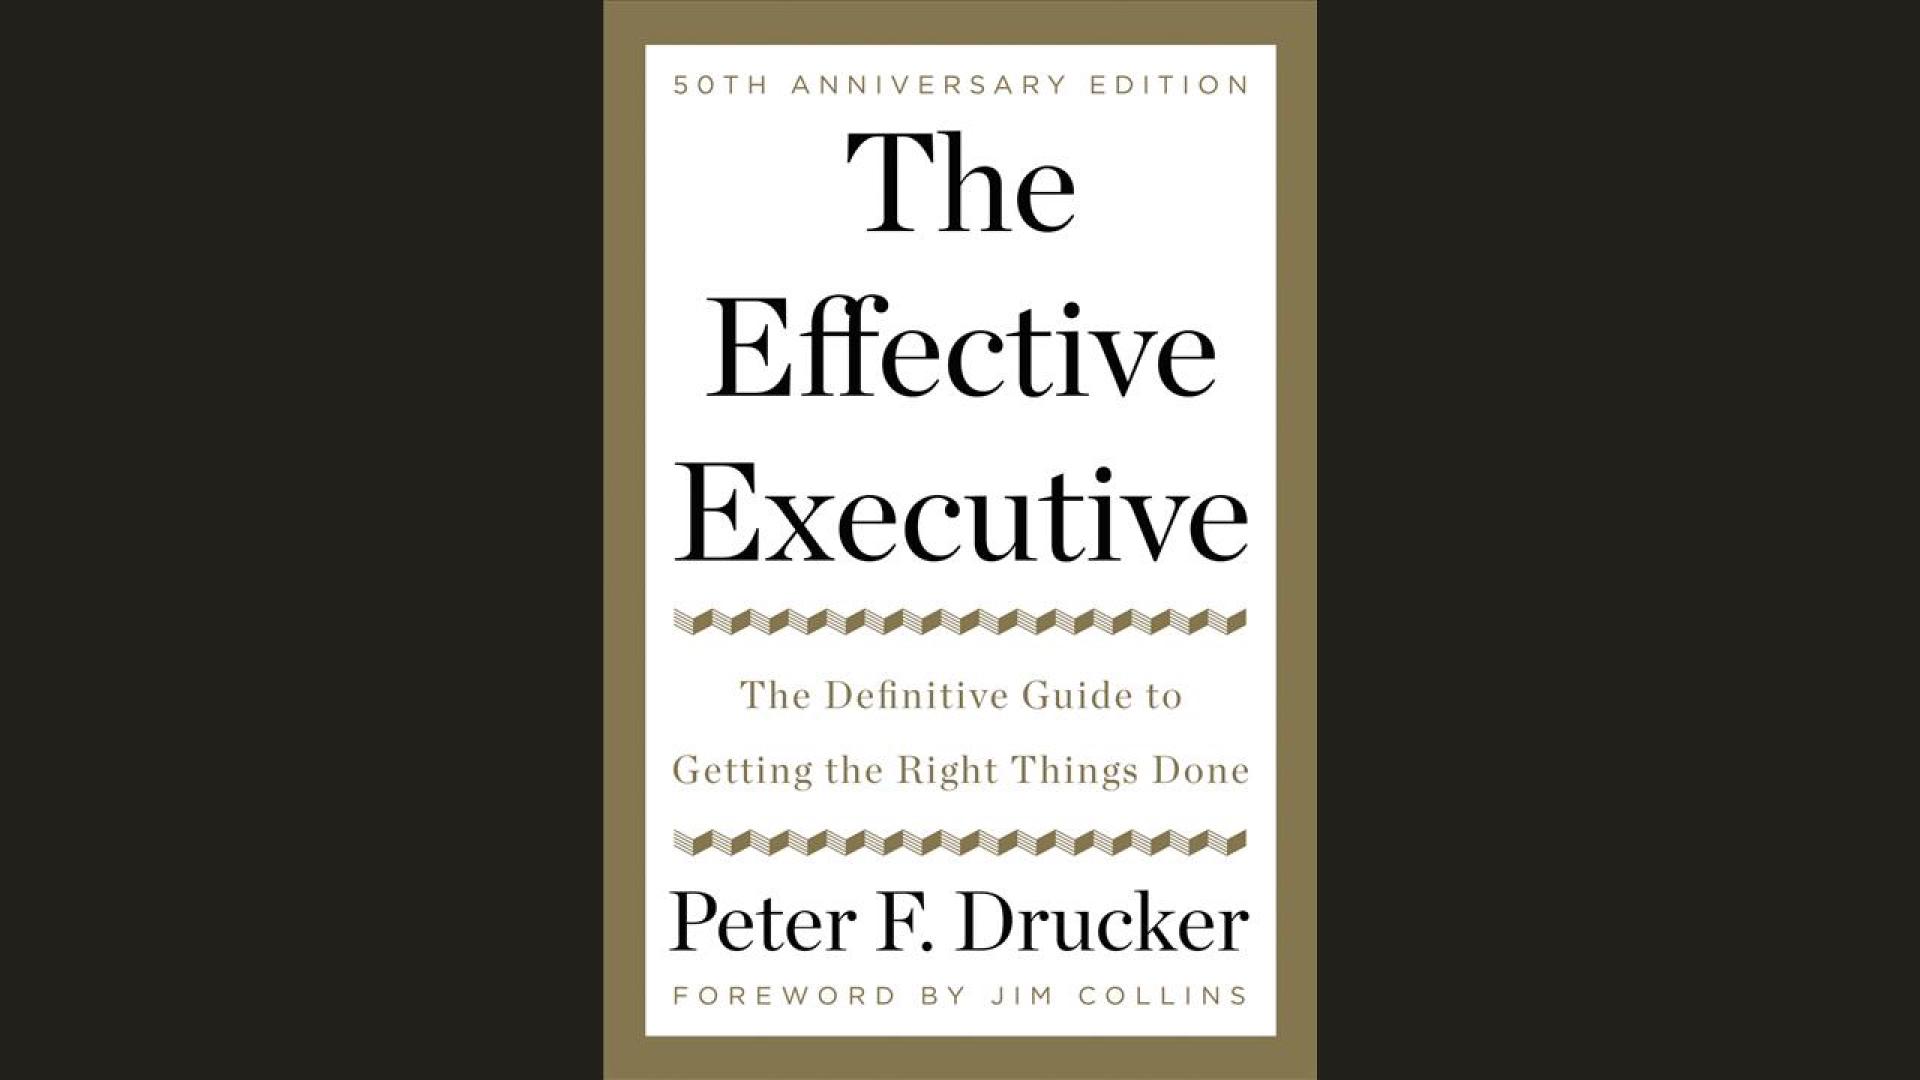 50TH ANNIVERSARY EDITION
The
Effective
Executive
The Definitive Guide to
Getting the Right Things Done
Peter F. Drucker
FOREWORD BY JIM COLLINS